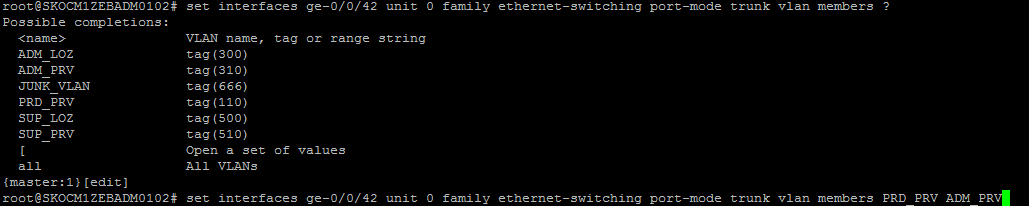 root@SKOCM1ZEBADM0102# set interfaces ge-0/0/42 unit 0 family ethernet-switching port-mode trunk vlan members ?
Possible completions:
  <name>               VLAN name, tag or range string
  ADM_LOZ              tag(300)
  ADM_PRV              tag(310)
  JUNK_VLAN            tag(666)
  PRD_PRV              tag(110)
  SUP_LOZ              tag(500)
  SUP_PRV              tag(510)
  [                    Open a set of values
  all                  All VLANs
{master:1}[edit]
root@SKOCM1ZEBADM0102# set interfaces ge-0/0/42 unit 0 family ethernet-switching port-mode trunk vlan members PRD_PRV ADM_PRV